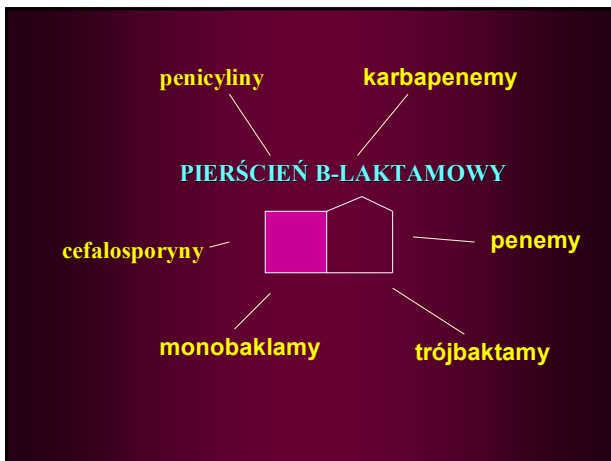 penicyliny
karbapenemy
PIERŚCIEŃ B-LAKTAMOWY
cefalosporyny
penemy
monobaklamy
trójbaktamy